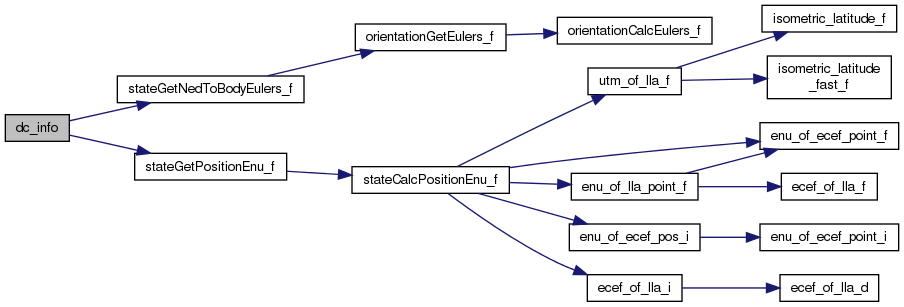 dc_info
stateGetNedToBodyEulers_f
orientationGetEulers_f
orientationCalcEulers_f
stateGetPositionEnu_f
stateCalcPositionEnu_f
utm_of_lla_f
isometric_latitude_f
isometric_latitude
_fast_f
enu_of_ecef_point_f
enu_of_lla_point_f
ecef_of_lla_f
enu_of_ecef_pos_i
enu_of_ecef_point_i
ecef_of_lla_i
ecef_of_lla_d